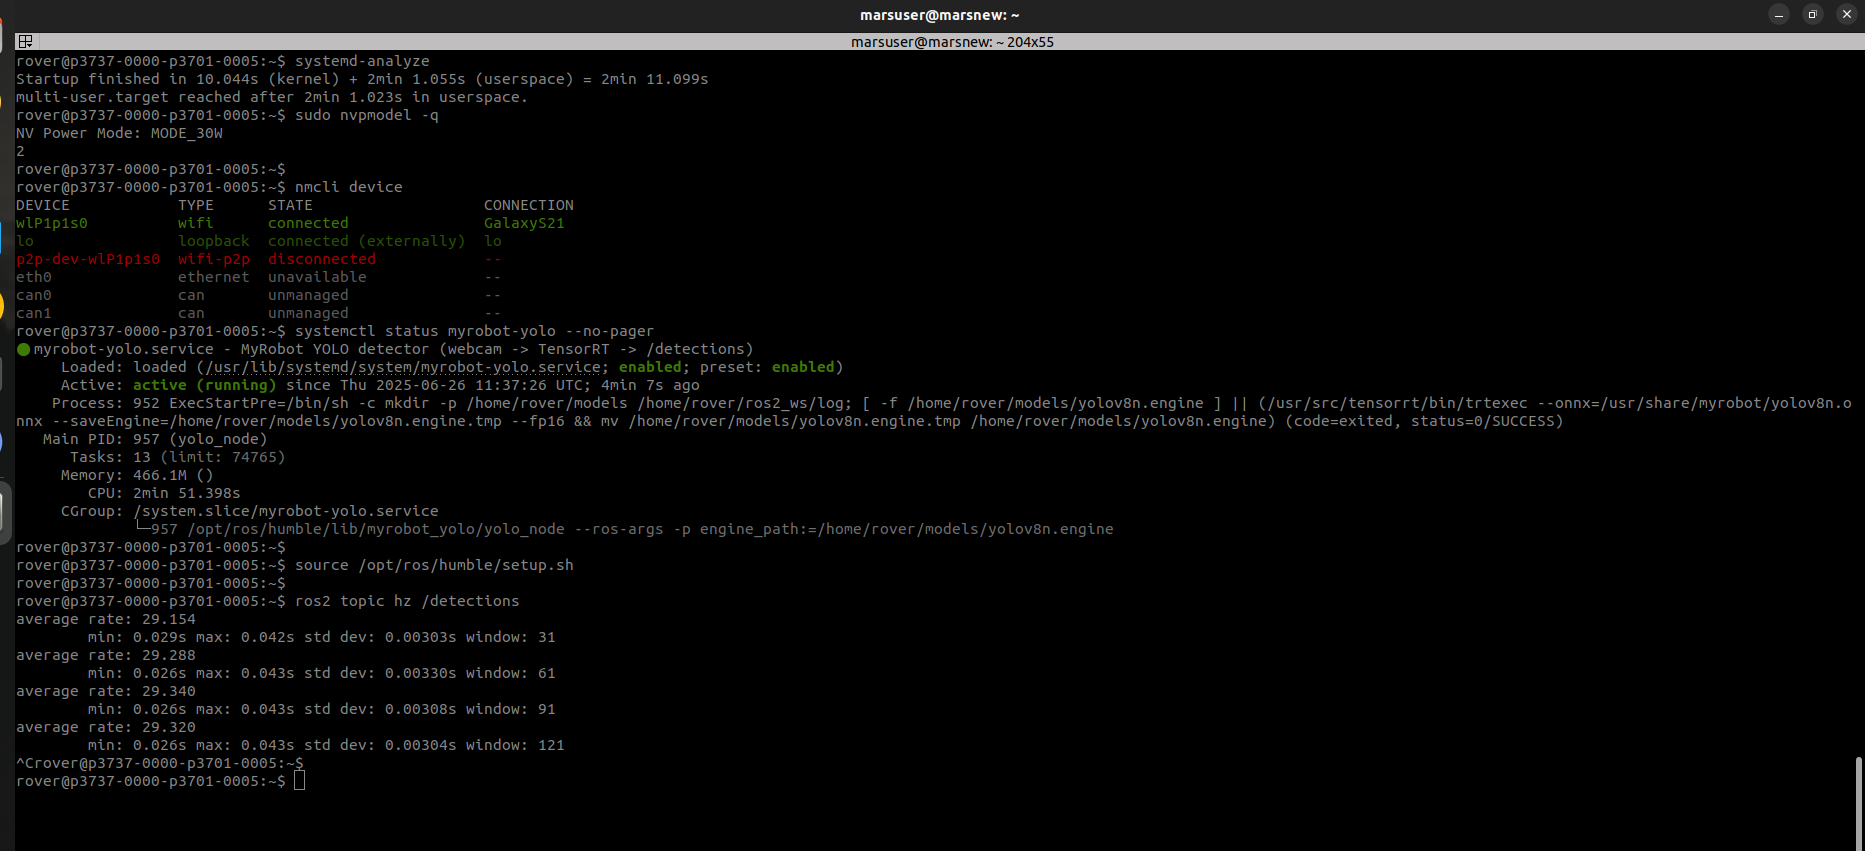 marsuser@marsnew: ~
marsuser@marsnew: ~ 204x55
rover@p3737-0000-p3701-0005:~$ systemd-analyze
Startup finished in 10.044s (kernel) + 2min 1.055s (userspace) = 2min 11.099s
multi-user.target reached after 2min 1.023s in userspace.
rover@p3737-0000-p3701-0005:~$ sudo nvpmodel -q
NV Power Mode: MODE_30W
2
rover@p3737-0000-p3701-0005:~$
rover@p3737-0000-p3701-0005:~$ nmcli device
DEVICE TYPE STATE CONNECTION
wlP1p1s0 wifi connected GalaxyS21
lo loopback connected (externally) lo
p2p-dev-wlP1p1s0 wifi-p2p disconnected --
eth0 ethernet unavailable --
can0 can unmanaged --
can1 can unmanaged --
rover@p3737-0000-p3701-0005:~$ systemctl status myrobot-yolo --no-pager
● myrobot-yolo.service - MyRobot YOLO detector (webcam -> TensorRT -> /detections)
Loaded: loaded (/usr/lib/systemd/system/myrobot-yolo.service; enabled; preset: enabled)
Active: active (running) since Thu 2025-06-26 11:37:26 UTC; 4min 7s ago
Process: 952 ExecStartPre=/bin/sh -c mkdir -p /home/rover/models /home/rover/ros2_ws/log; [ -f /home/rover/models/yolov8n.engine ] || (/usr/src/tensorrt/bin/trtexec --onnx=/usr/share/myrobot/yolov8n.o
nnx --saveEngine=/home/rover/models/yolov8n.engine.tmp --fp16 && mv /home/rover/models/yolov8n.engine.tmp /home/rover/models/yolov8n.engine) (code=exited, status=0/SUCCESS)
Main PID: 957 (yolo_node)
Tasks: 13 (limit: 74765)
Memory: 466.1M ()
CPU: 2min 51.398s
CGroup: /system.slice/myrobot-yolo.service
└─957 /opt/ros/humble/lib/myrobot_yolo/yolo_node --ros-args -p engine_path:=/home/rover/models/yolov8n.engine
rover@p3737-0000-p3701-0005:~$
rover@p3737-0000-p3701-0005:~$ source /opt/ros/humble/setup.sh
rover@p3737-0000-p3701-0005:~$
rover@p3737-0000-p3701-0005:~$ ros2 topic hz /detections
average rate: 29.154
min: 0.029s max: 0.042s std dev: 0.00303s window: 31
average rate: 29.288
min: 0.026s max: 0.043s std dev: 0.00330s window: 61
average rate: 29.340
min: 0.026s max: 0.043s std dev: 0.00308s window: 91
average rate: 29.320
min: 0.026s max: 0.043s std dev: 0.00304s window: 121
^Crover@p3737-0000-p3701-0005:~$
rover@p3737-0000-p3701-0005:~$